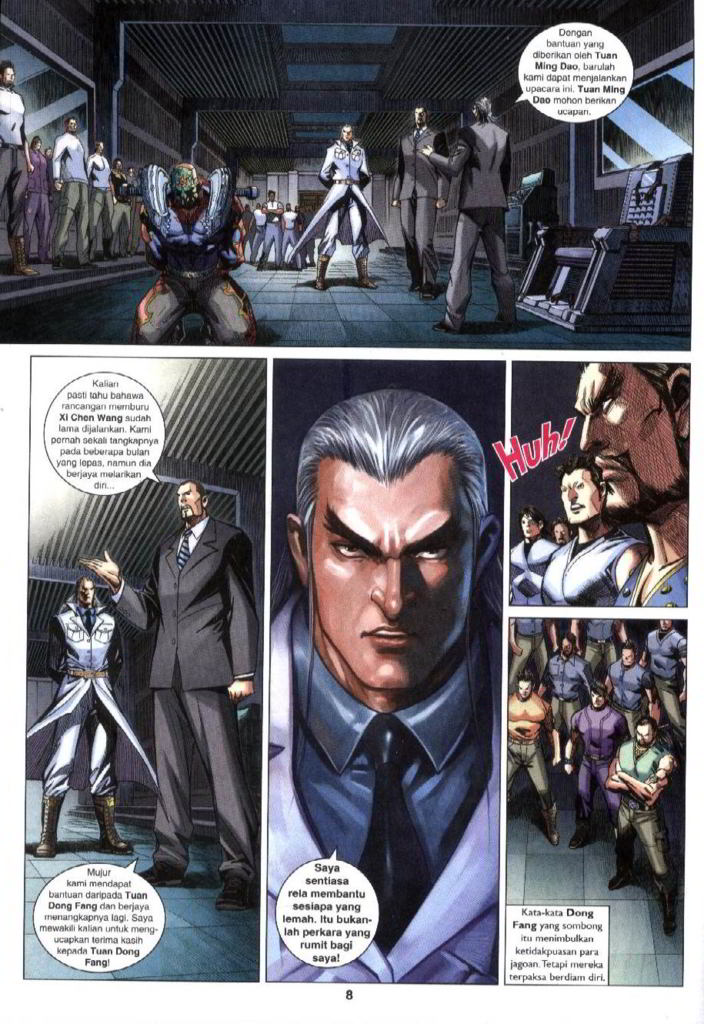 Dengan
bantuan yang
diberikan oleh Tuan
Ming Dao, barulah
kami dapat menjalankan
upacara ini. Tuan Ming
Dao mohon berikan
ucapan.
Kalian
pasti tahu bahawa
rancangan memburu
Xi Chen Wang sudah
lama dijalankan. Kami
pernah sekali tangkapnya
pada beberapa bulan
yang lepas, namun dia
berjaya melarikan
diri...
Mujur
kami mendapat
bantuan daripada Tuan
Dong Fang dan berjaya
menangkapnya lagi. Saya
mewakili kalian untuk meng-
ucapkan terima kasih
kepada Tuan Dong
Fang!
Saya
sentiasa
rela membantu
sesiapa yang
lemah. Itu bukan-
lah perkara yang
rumit bagi
saya!
Huh!
Kata-kata Dong
Fang yang sombong
itu menimbulkan
ketidakpuasan para
jagoan. Tetapi mereka
terpaksa berdiam diri.
8